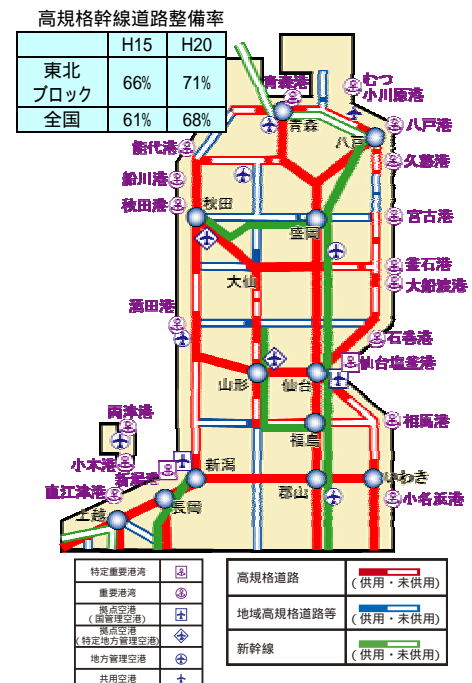 高規格幹線道路整備率
H15 H20
東北
ブロック 66% 71%
全国 61% 68%
青森港
むつ
小川原港
青森
八戸
八戸港
能代港
久慈港
船川港
秋田港
秋田
盛岡
宮古港
大仙
釜石港
大船渡港
酒田港
石巻港
仙台塩釜港
山形
仙台
両津港
相馬港
福島
小木港
新潟港
新潟
直江津港
長岡
上越
郡山
いわき
小名浜港
特定重要港湾
重要港湾
拠点空港
(国管理空港)
拠点空港
(特定地方管理空港)
地方管理空港
共用空港
高規格道路
(供用・未供用)
地域高規格道路等
(供用・未供用)
新幹線
(供用・未供用)